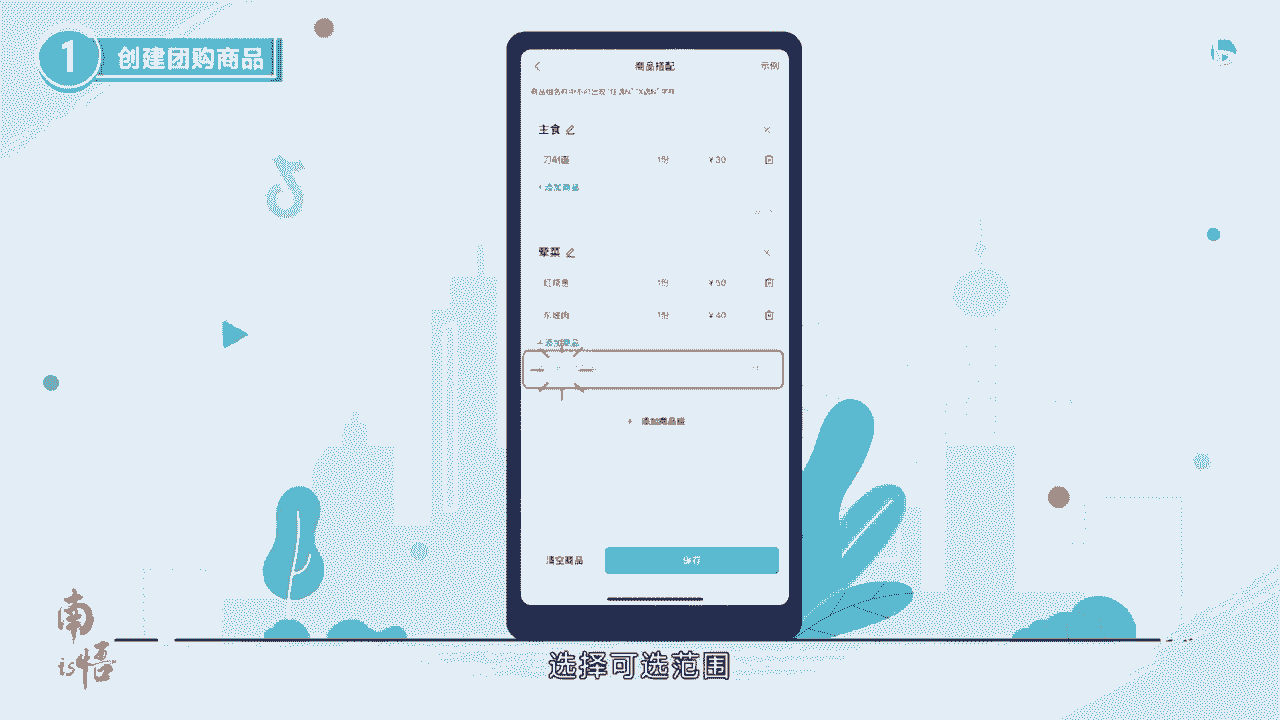 1 创建团购商品
商品搭配 示例
主食
刀削面 1份 ￥30
+ 添加商品
荤菜
红烧鱼 1份 ￥50
东坡肉 1份 ￥40
+ 添加商品
+ 添加商品组
清空商品 保存
选择可选范围
南
is悟